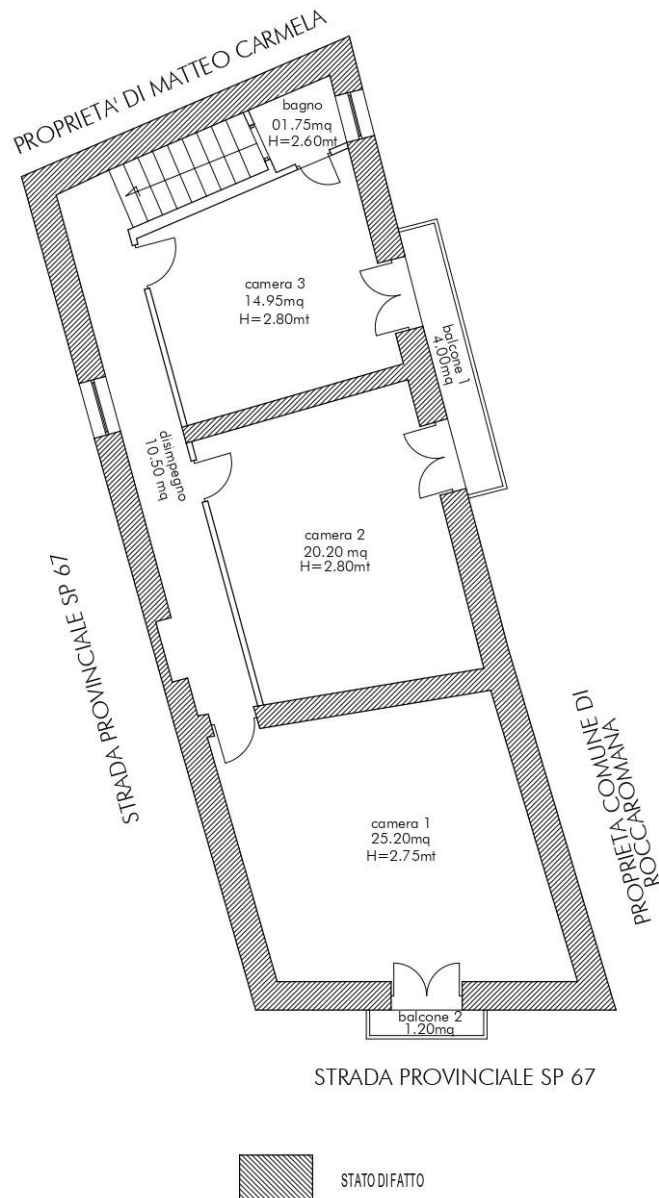 PROPRIETA' DI MATTEO CARMELA
bagno
01.75mq
H=2.60mt
camera 3
14.95mq
H=2.80mt
balcone 1
4.00mq
disimpegno
10.50 mq
camera 2
20.20 mq
H=2.80mt
STRADA PROVINCIALE SP 67
PROPRIETA COMUNE DI
ROCCAROMANA
camera 1
25.20mq
H=2.75mt
balcone 2
1.20mq
STRADA PROVINCIALE SP 67
STATO DI FATTO